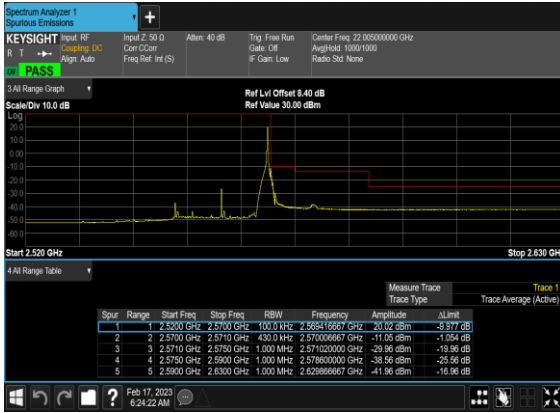 Spectrum Analyzer 1
Spurious Emissions
+
KEYSIGHT Input: RF Input Z: 50 Ω Atten: 40 dB Trig: Free Run Center Freq: 22.005000000 GHz
R T Coupling: DC Corr CCorr Gate: Off Avg|Hold: 1000/1000
Align: Auto Freq Ref: Int (S) IF Gain: Low Radio Std: None
PASS
3 All Range Graph
Ref Lvl Offset 8.40 dB
Scale/Div 10.0 dB Ref Value 30.00 dBm
Log
20.0
10.0
0.00
-10.0
-20.0
-30.0
-40.0
-50.0
-60.0
Start 2.520 GHz Stop 2.630 GH
4 All Range Table
Measure Trace Trace 1
Trace Type Trace Average (Active)
Spur Range Start Freq Stop Freq RBW Frequency Amplitude ΔLimit
1 1 2.5200 GHz 2.5700 GHz 100.0 kHz 2.569416667 GHz 20.02 dBm -9.977 dB
2 2 2.5700 GHz 2.5710 GHz 430.0 kHz 2.570006667 GHz -11.05 dBm -1.054 dB
3 3 2.5710 GHz 2.5750 GHz 1.000 MHz 2.571020000 GHz -29.96 dBm -19.96 dB
4 4 2.5750 GHz 2.5900 GHz 1.000 MHz 2.578600000 GHz -38.56 dBm -25.56 dB
5 5 2.5900 GHz 2.6300 GHz 1.000 MHz 2.629866667 GHz -41.96 dBm -16.96 dB
? Feb 17, 2023
6:24:22 AM